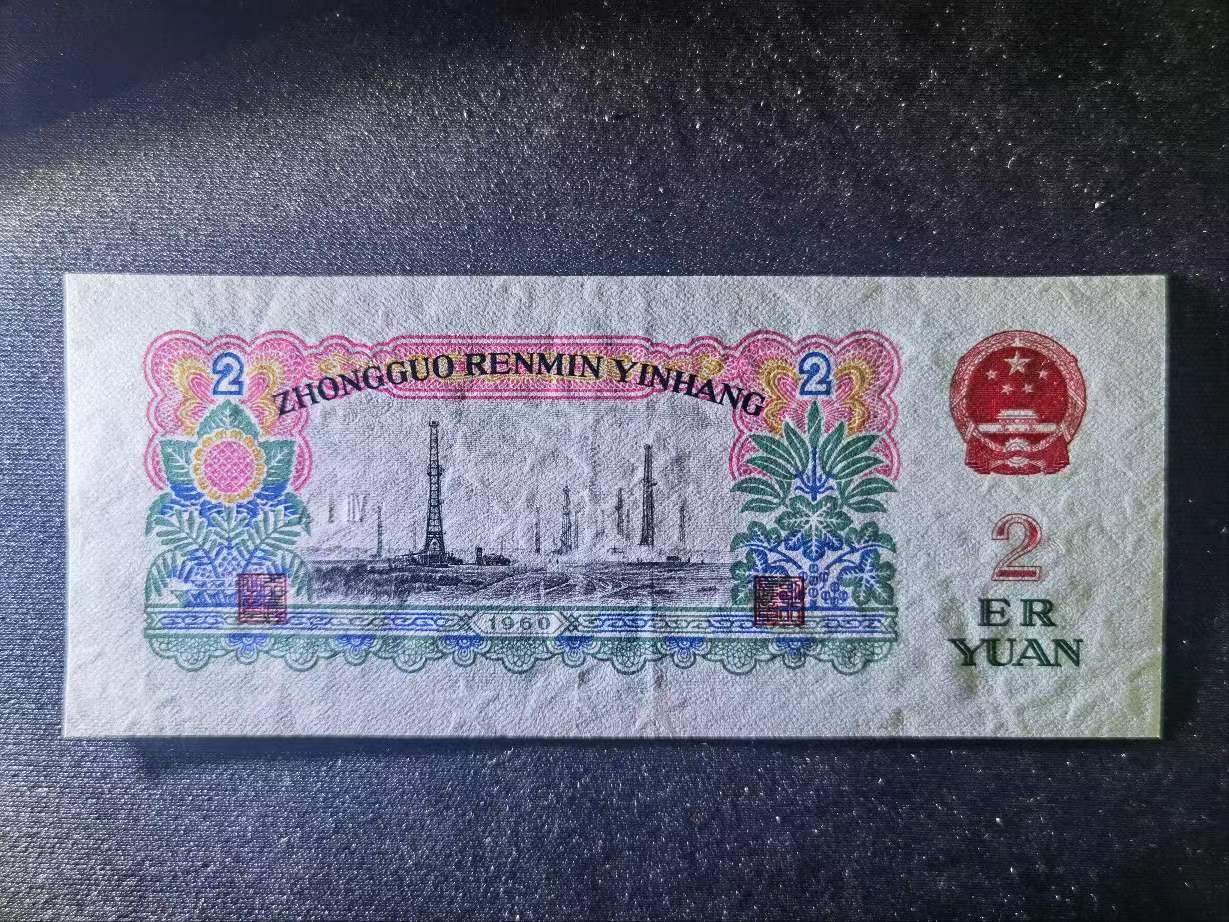 2
ZHONGGUO RENMIN YINHANG
2
1960
2
ER
YUAN